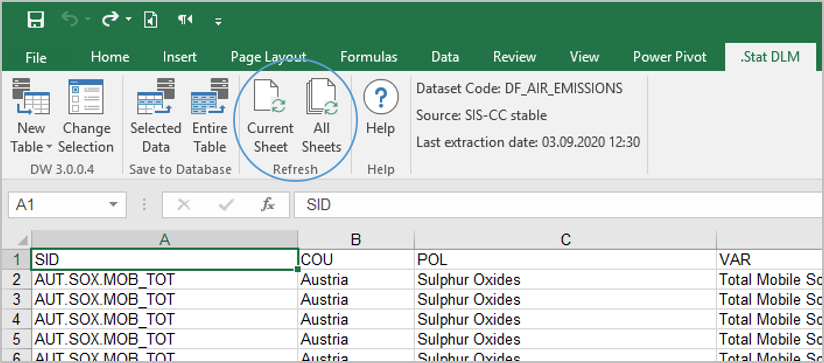 File Home Insert Page Layout Formulas Data Review View Power Pivot .Stat DLM
New Table Change Selection Selected Data Entire Table Current Sheet All Sheets Help
DW 3.0.0.4 Save to Database Refresh Help
Dataset Code: DF_AIR_EMISSIONS
Source: SIS-CC stable
Last extraction date: 03.09.2020 12:30
A1 fx SID
A B C
1 SID COU POL VAR
2 AUT.SOX.MOB_TOT Austria Sulphur Oxides Total Mobile So
3 AUT.SOX.MOB_TOT Austria Sulphur Oxides Total Mobile So
4 AUT.SOX.MOB_TOT Austria Sulphur Oxides Total Mobile So
5 AUT.SOX.MOB_TOT Austria Sulphur Oxides Total Mobile So
6 AUT.SOX.MOB_TOT Austria Sulphur Oxides Total Mobile So